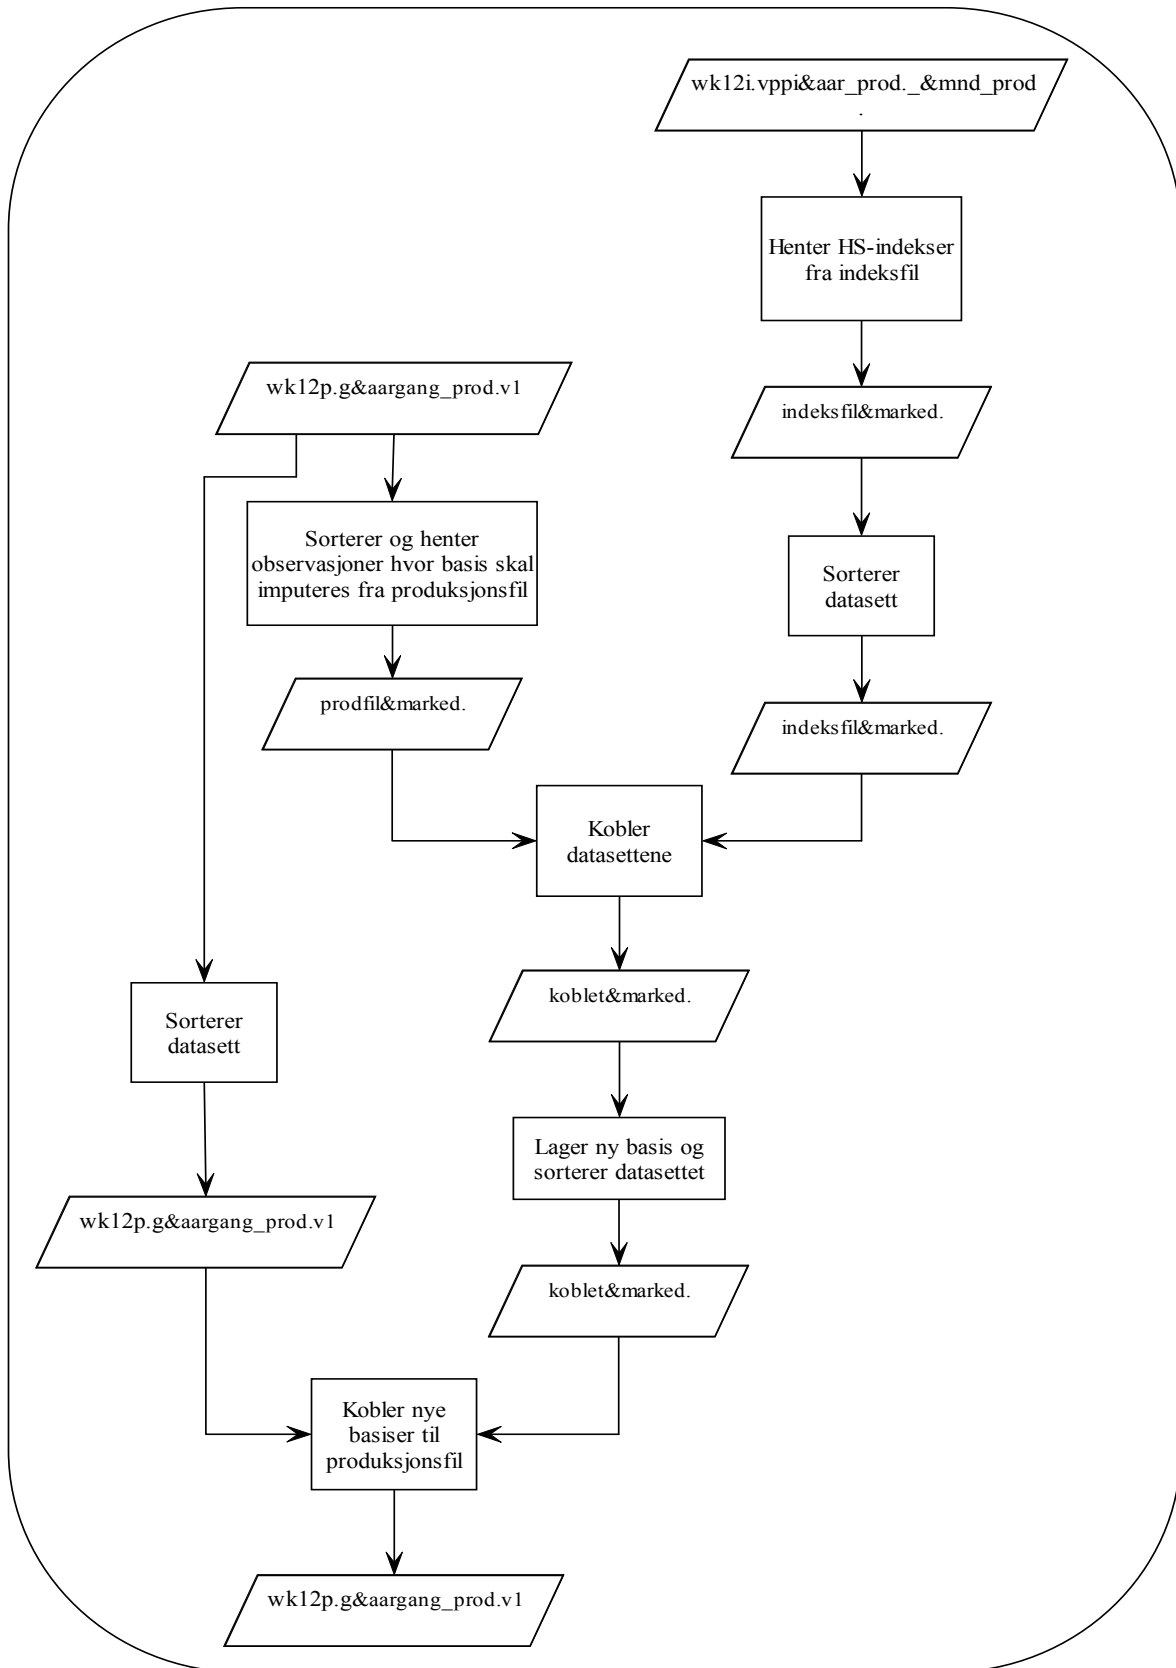 wk12i.vppi&aar_prod._&mnd_prod
.
Henter HS-indekser
fra indeksfil
wk12p.g&aargang_prod.v1
indeksfil&marked.
Sorterer og henter
observasjoner hvor basis skal
imputeres fra produksjonsfil
Sorterer
datasett
prodfil&marked.
indeksfil&marked.
Kobler
datasettene
koblet&marked.
Sorterer
datasett
Lager ny basis og
sorterer datasettet
wk12p.g&aargang_prod.v1
koblet&marked.
Kobler nye
basiser til
produksjonsfil
wk12p.g&aargang_prod.v1